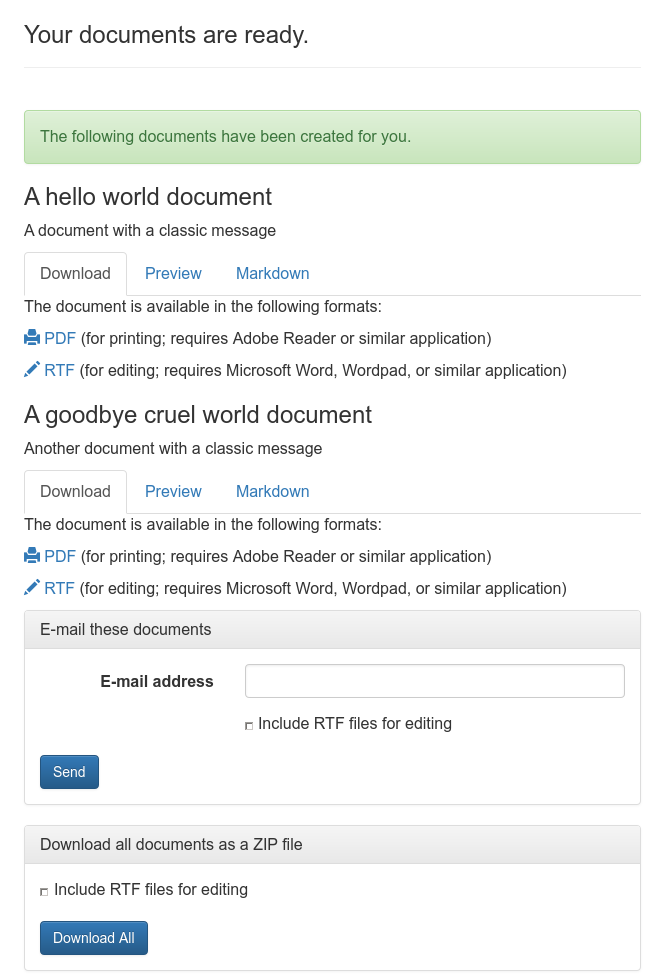 Your documents are ready.
The following documents have been created for you.
A hello world document
A document with a classic message
Download Preview Markdown
The document is available in the following formats:
PDF (for printing; requires Adobe Reader or similar application)
RTF (for editing; requires Microsoft Word, Wordpad, or similar application)
A goodbye cruel world document
Another document with a classic message
Download Preview Markdown
The document is available in the following formats:
PDF (for printing; requires Adobe Reader or similar application)
RTF (for editing; requires Microsoft Word, Wordpad, or similar application)
E-mail these documents
E-mail address
Include RTF files for editing
Send
Download all documents as a ZIP file
Include RTF files for editing
Download All